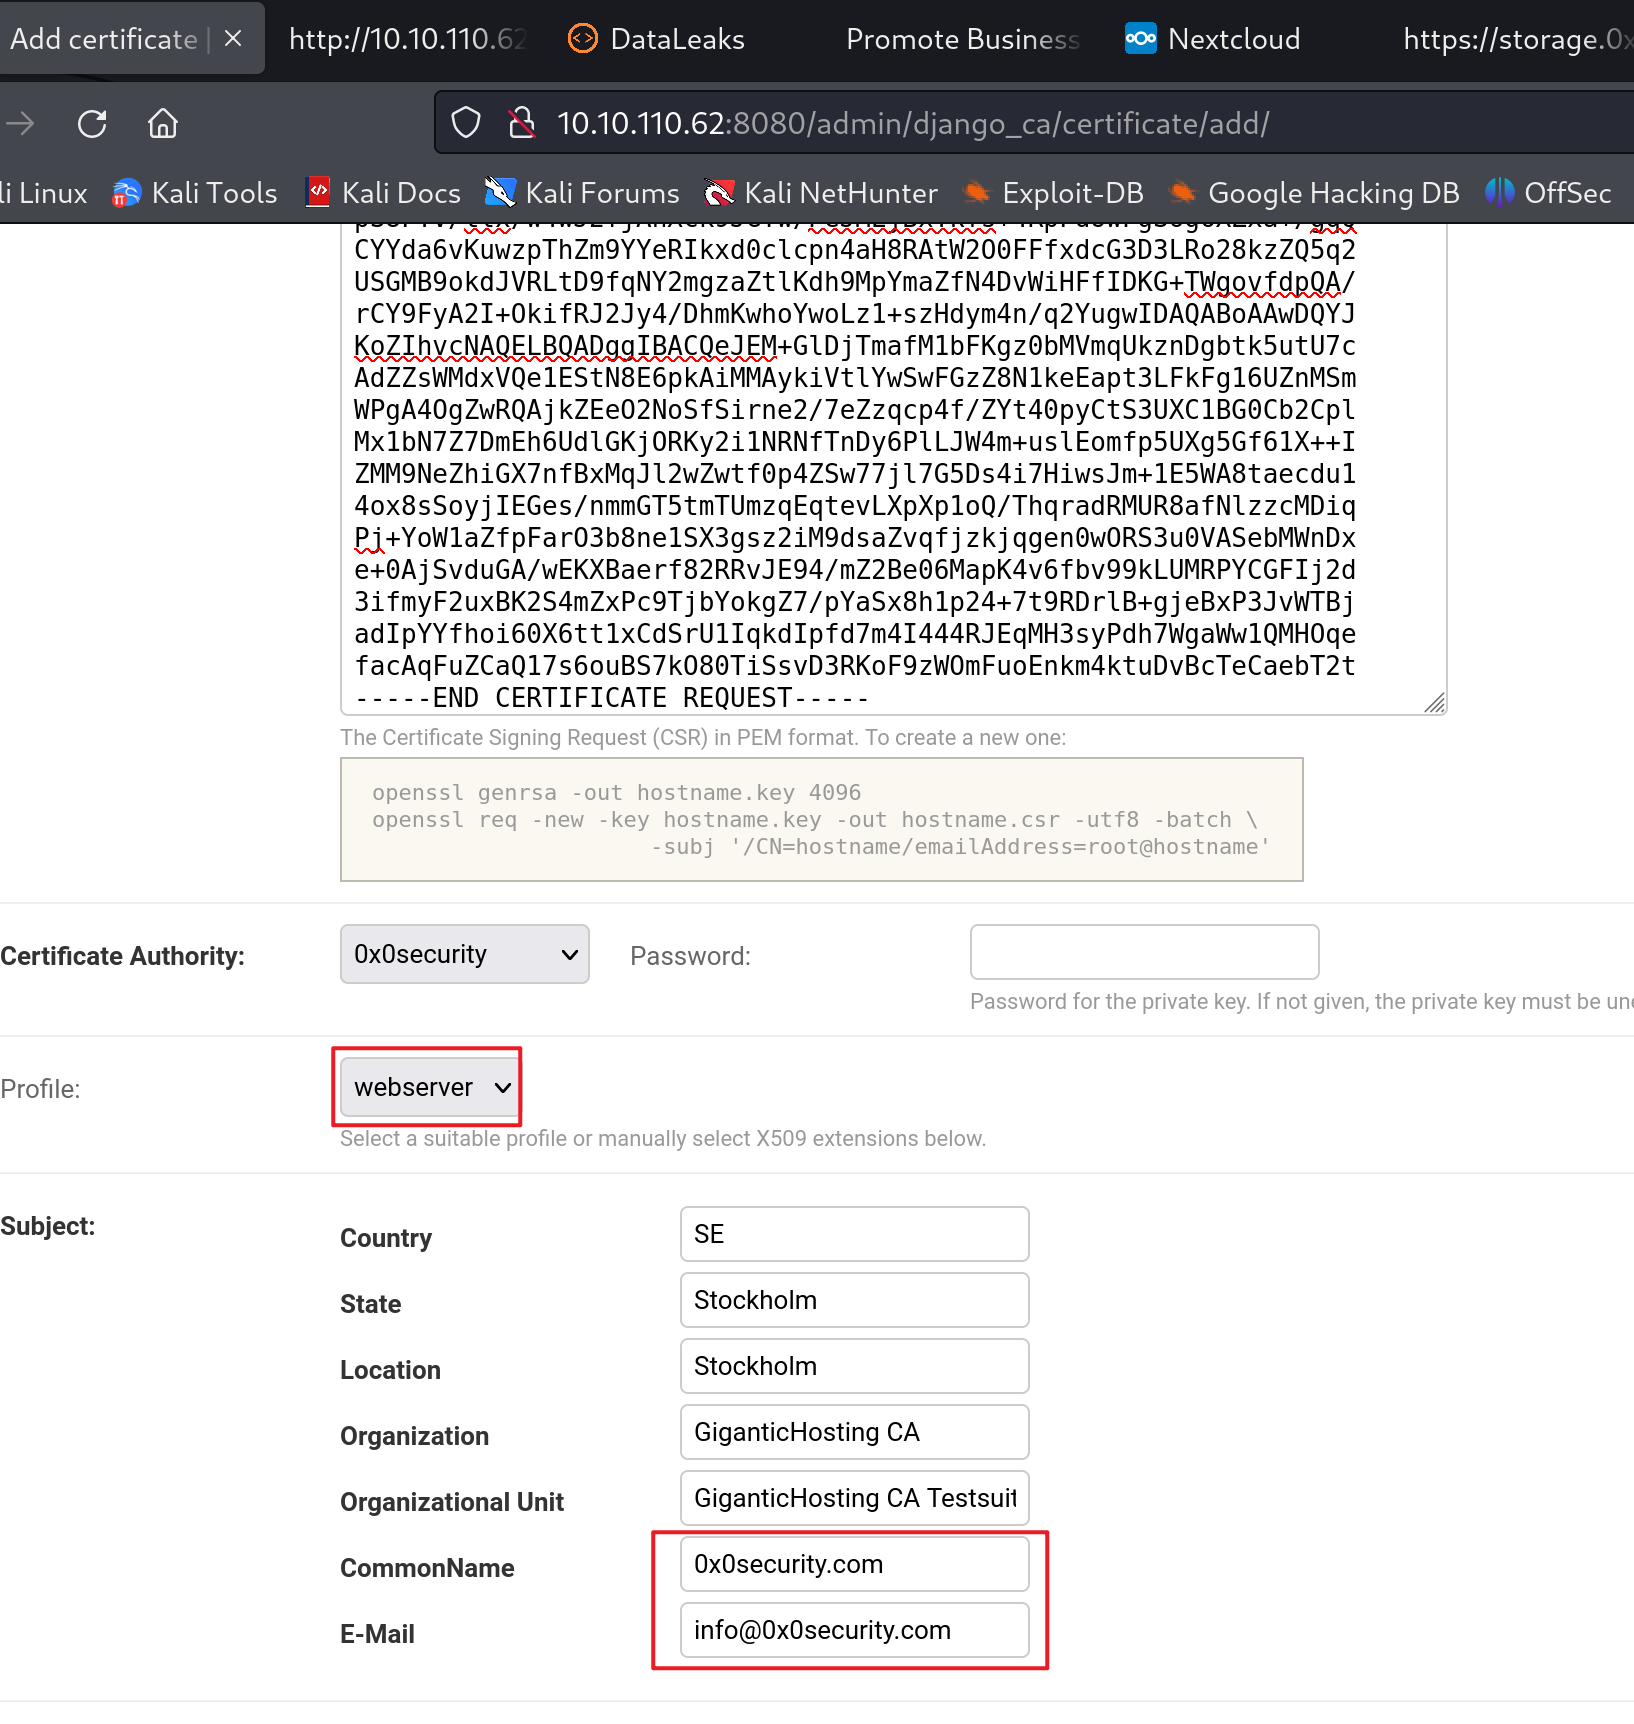 Add certificate |
http://10.10.110.62
DataLeaks
Promote Business
Nextcloud
https://storage.0x
10.10.110.62:8080/admin/django_ca/certificate/add/
li Linux
Kali Tools
Kali Docs
Kali Forums
Kali NetHunter
Exploit-DB
Google Hacking DB
OffSec
CYYda6vKuwzpThZm9YYeRIkxd0clcpn4aH8RAtW2O0FFfxdcG3D3LRo28kzZQ5q2
USGMB9okdJVRLtD9fqNY2mgzaZtlKdh9MpYmaZfN4DvWiHFfIDKG+TWgovfdpQA/
rCY9FyA2I+OkifRJ2Jy4/DhmKwhoYwoLz1+szHdym4n/q2YugwIDAQABoAAwDQYJ
KoZIhvcNAQELBQADggIBACQeJEM+GlDjTmafM1bFKgz0bMVmqUkznDgbtk5utU7c
AdZZsWMdxVQe1EStN8E6pkAiMMAykiVtlYwSwFGzZ8N1keEapt3LFkFg16UZnMSm
WPgA4OgZwRQAjkZEeO2NoSfSirne2/7eZzqcp4f/ZYt40pyCtS3UXC1BG0Cb2Cpl
Mx1bN7Z7DmEh6UdlGKjORKy2i1NRNfTnDy6PlLJW4m+uslEomfp5UXg5Gf61X++I
ZMM9NeZhiGX7nfBxMqJl2wZwtf0p4ZSw77jl7G5Ds4i7HiwsJm+1E5WA8taecdu1
4ox8sSoyjIEGes/nmmGT5tmTUmzqEqtevLXpXp1oQ/ThqradRMUR8afNlzzcMDiq
Pj+YoW1aZfpFarO3b8ne1SX3gsz2iM9dsaZvqfjzkjqgen0wORS3u0VASebMWnDx
e+0AjSvduGA/wEKXBaerf82RRvJE94/mZ2Be06MapK4v6fbv99kLUMRPYCGFIj2d
3ifmyF2uxBK2S4mZxPc9TjbYokgZ7/pYaSx8h1p24+7t9RDrlB+gjeBxP3JvWTBj
adIpYYfhoi60X6tt1xCdSrU1IqkdIpfd7m4I444RJEqMH3syPdh7WgaWw1QMHOqe
facAqFuZCaQ17s6ouBS7kO80TiSsvD3RKoF9zWOmFuoEnkm4ktuDvBcTeCaebT2t
-----END CERTIFICATE REQUEST-----
The Certificate Signing Request (CSR) in PEM format. To create a new one:
openssl genrsa -out hostname.key 4096
openssl req -new -key hostname.key -out hostname.csr -utf8 -batch \
-subj '/CN=hostname/emailAddress=root@hostname'
Certificate Authority:
0x0security
Password:
Password for the private key. If not given, the private key must be une
Profile:
webserver
Select a suitable profile or manually select X509 extensions below.
Subject:
Country
SE
State
Stockholm
Location
Stockholm
Organization
GiganticHosting CA
Organizational Unit
GiganticHosting CA Testsuit
CommonName
0x0security.com
E-Mail
info@0x0security.com